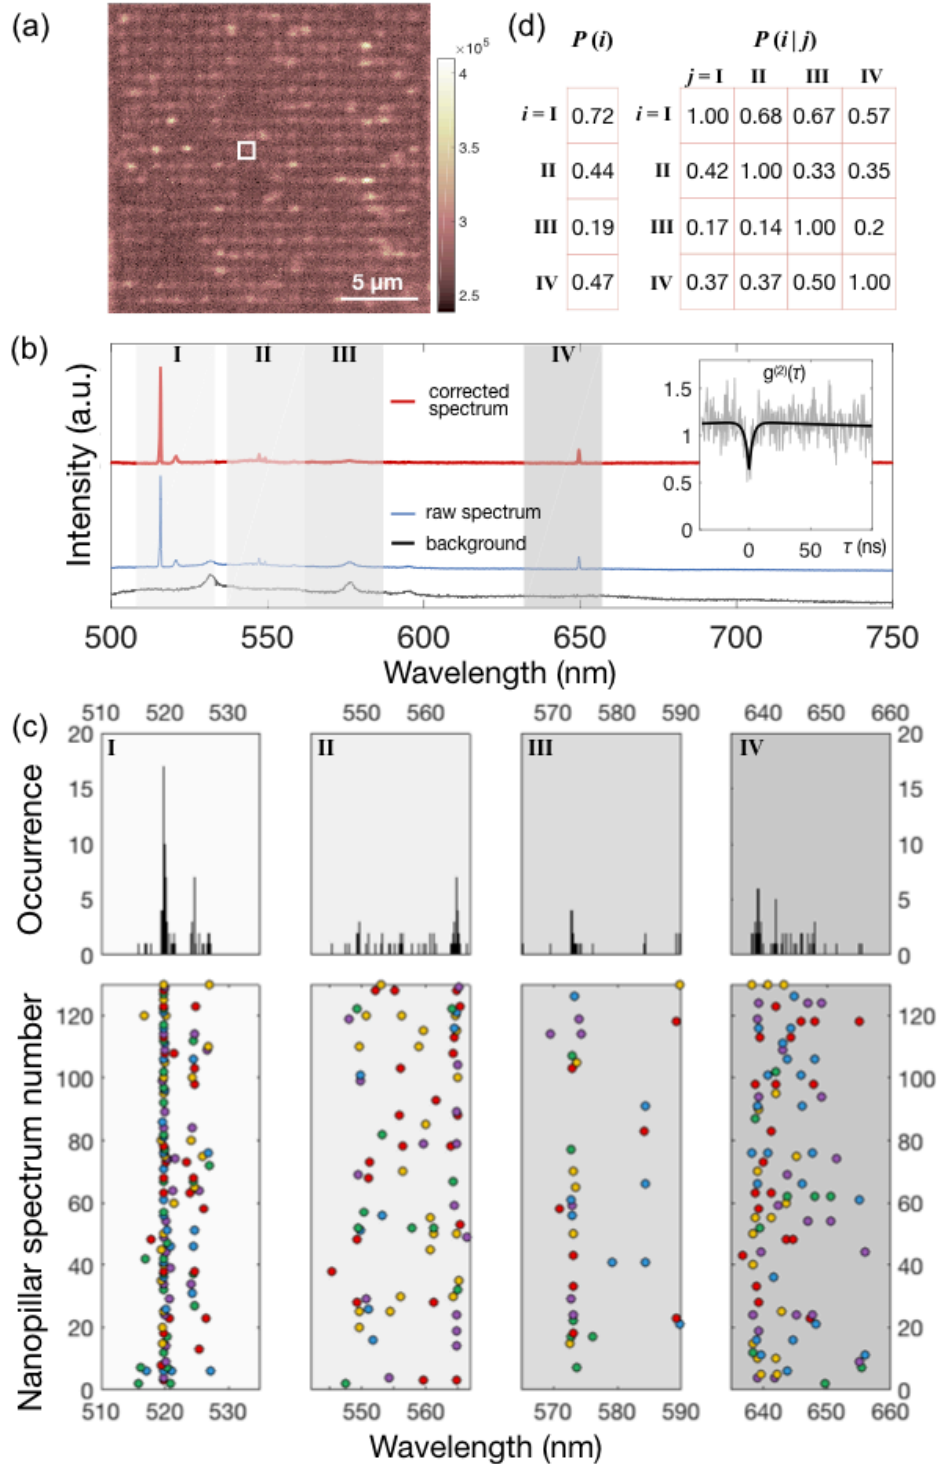 (a)
×10⁵
4
3.5
3
2.5
5 μm
(d)
P (i)
P (i | j)
j = I II III IV
i = I 0.72 i = I 1.00 0.68 0.67 0.57
II 0.44 II 0.42 1.00 0.33 0.35
III 0.19 III 0.17 0.14 1.00 0.2
IV 0.47 IV 0.37 0.37 0.50 1.00
(b)
I II III IV
Intensity (a.u.)
corrected
spectrum
raw spectrum
background
g⁽²⁾(τ)
1.5
1
0.5
0
0 50 τ (ns)
500 550 600 650 700 750
Wavelength (nm)
(c)
510 520 530 550 560 570 580 590 640 650 660
I II III IV
Occurrence
20 20
15 15
10 10
5 5
0 0
Nanopillar spectrum number
120 120
100 100
80 80
60 60
40 40
20 20
0 0
510 520 530 550 560 570 580 590 640 650 660
Wavelength (nm)